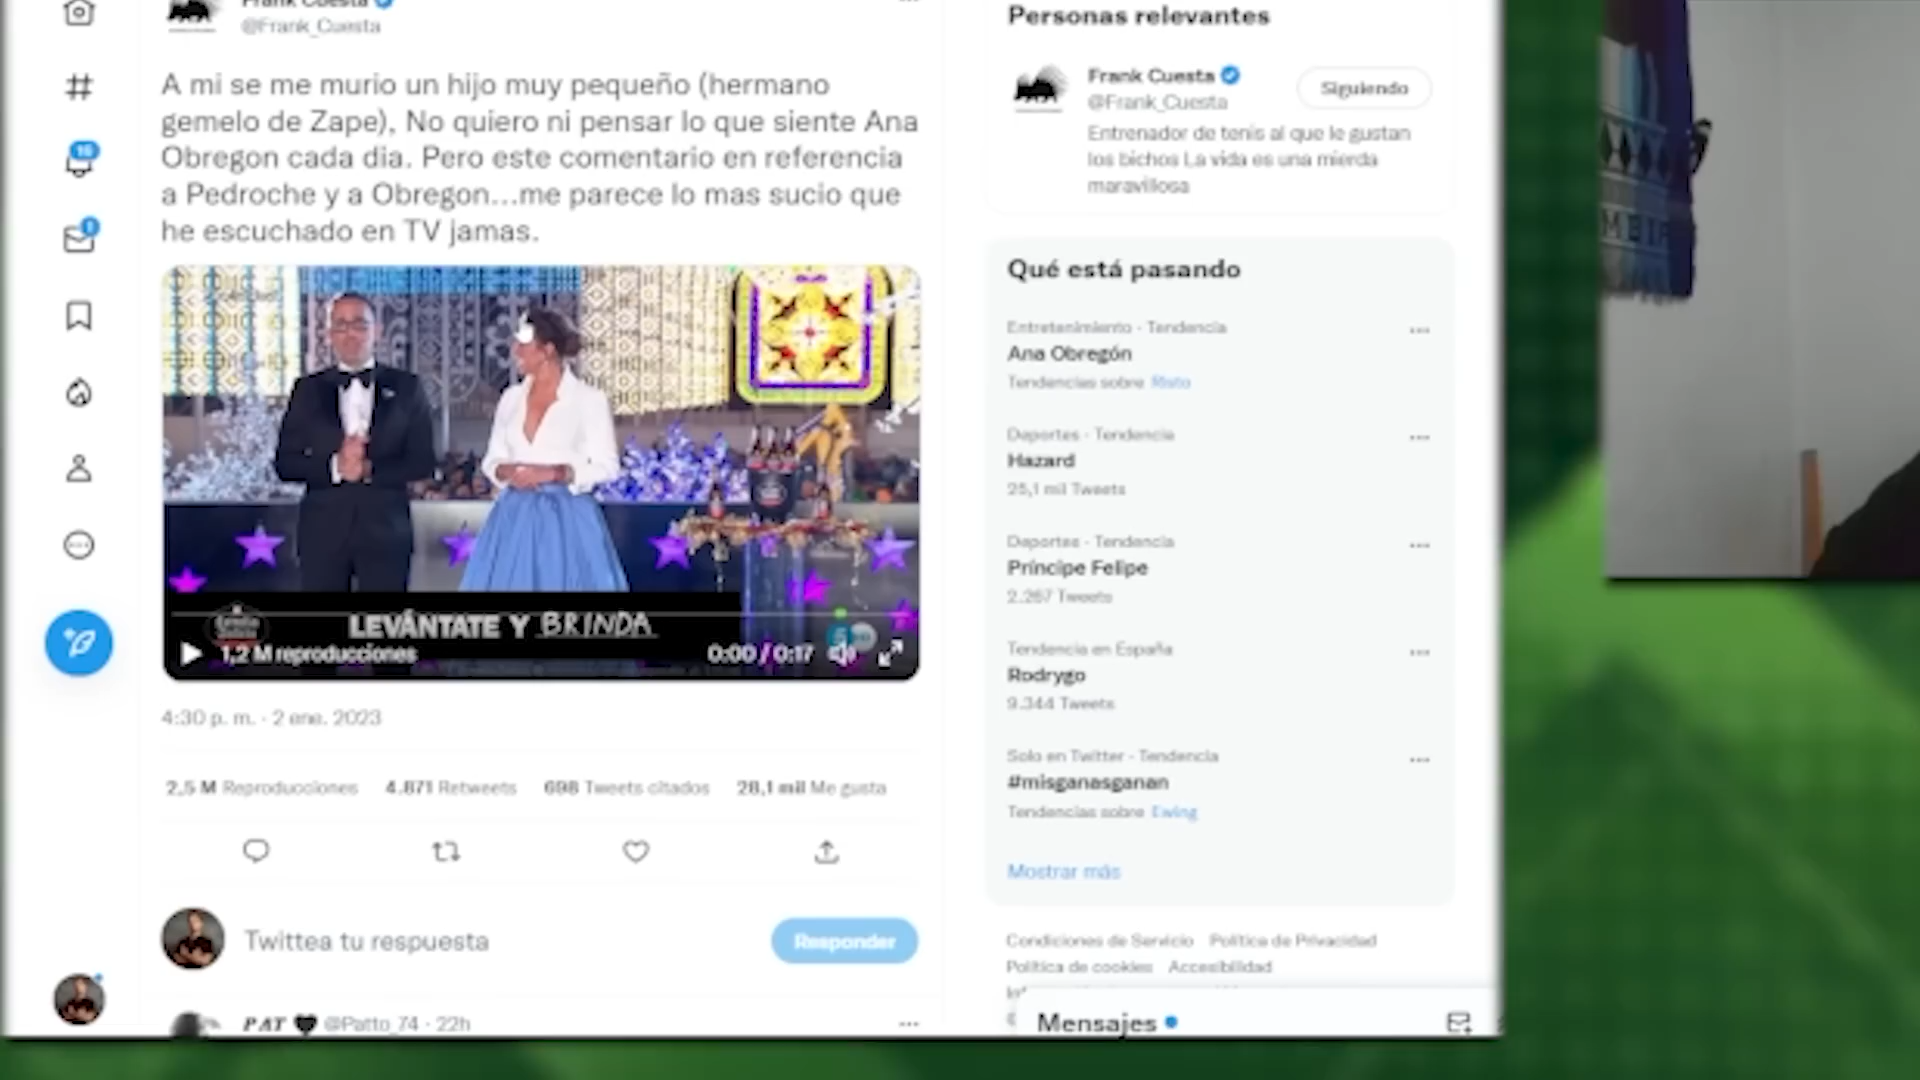 Frank Cuesta
@Frank_Cuesta
A mi se me murio un hijo muy pequeño (hermano
gemelo de Zape), No quiero ni pensar lo que siente Ana
Obregon cada dia. Pero este comentario en referencia
a Pedroche y a Obregon...me parece lo mas sucio que
he escuchado en TV jamas.
LEVÁNTATE Y BRINDA
1,2 M reproducciones
0:00 / 0:17
4:30 p. m. · 2 ene. 2023
2,5 M Reproducciones 4.871 Retweets 698 Tweets citados 28,1 mil Me gusta
Twittea tu respuesta
Responder
PAT 🖤 @Patto_74 · 22h
Personas relevantes
Frank Cuesta
@Frank_Cuesta
Siguiendo
Entrenador de tenis al que le gustan
los bichos La vida es una mierda
maravillosa
Qué está pasando
Entretenimiento · Tendencia
Ana Obregón
Tendencias sobre Risto
Deportes · Tendencia
Hazard
25,1 mil Tweets
Deportes · Tendencia
Príncipe Felipe
2.267 Tweets
Tendencia en España
Rodrygo
9.344 Tweets
Solo en Twitter · Tendencia
#misganasganan
Tendencias sobre Ewing
Mostrar más
Condiciones de Servicio Política de Privacidad
Política de cookies Accesibilidad
Mensajes